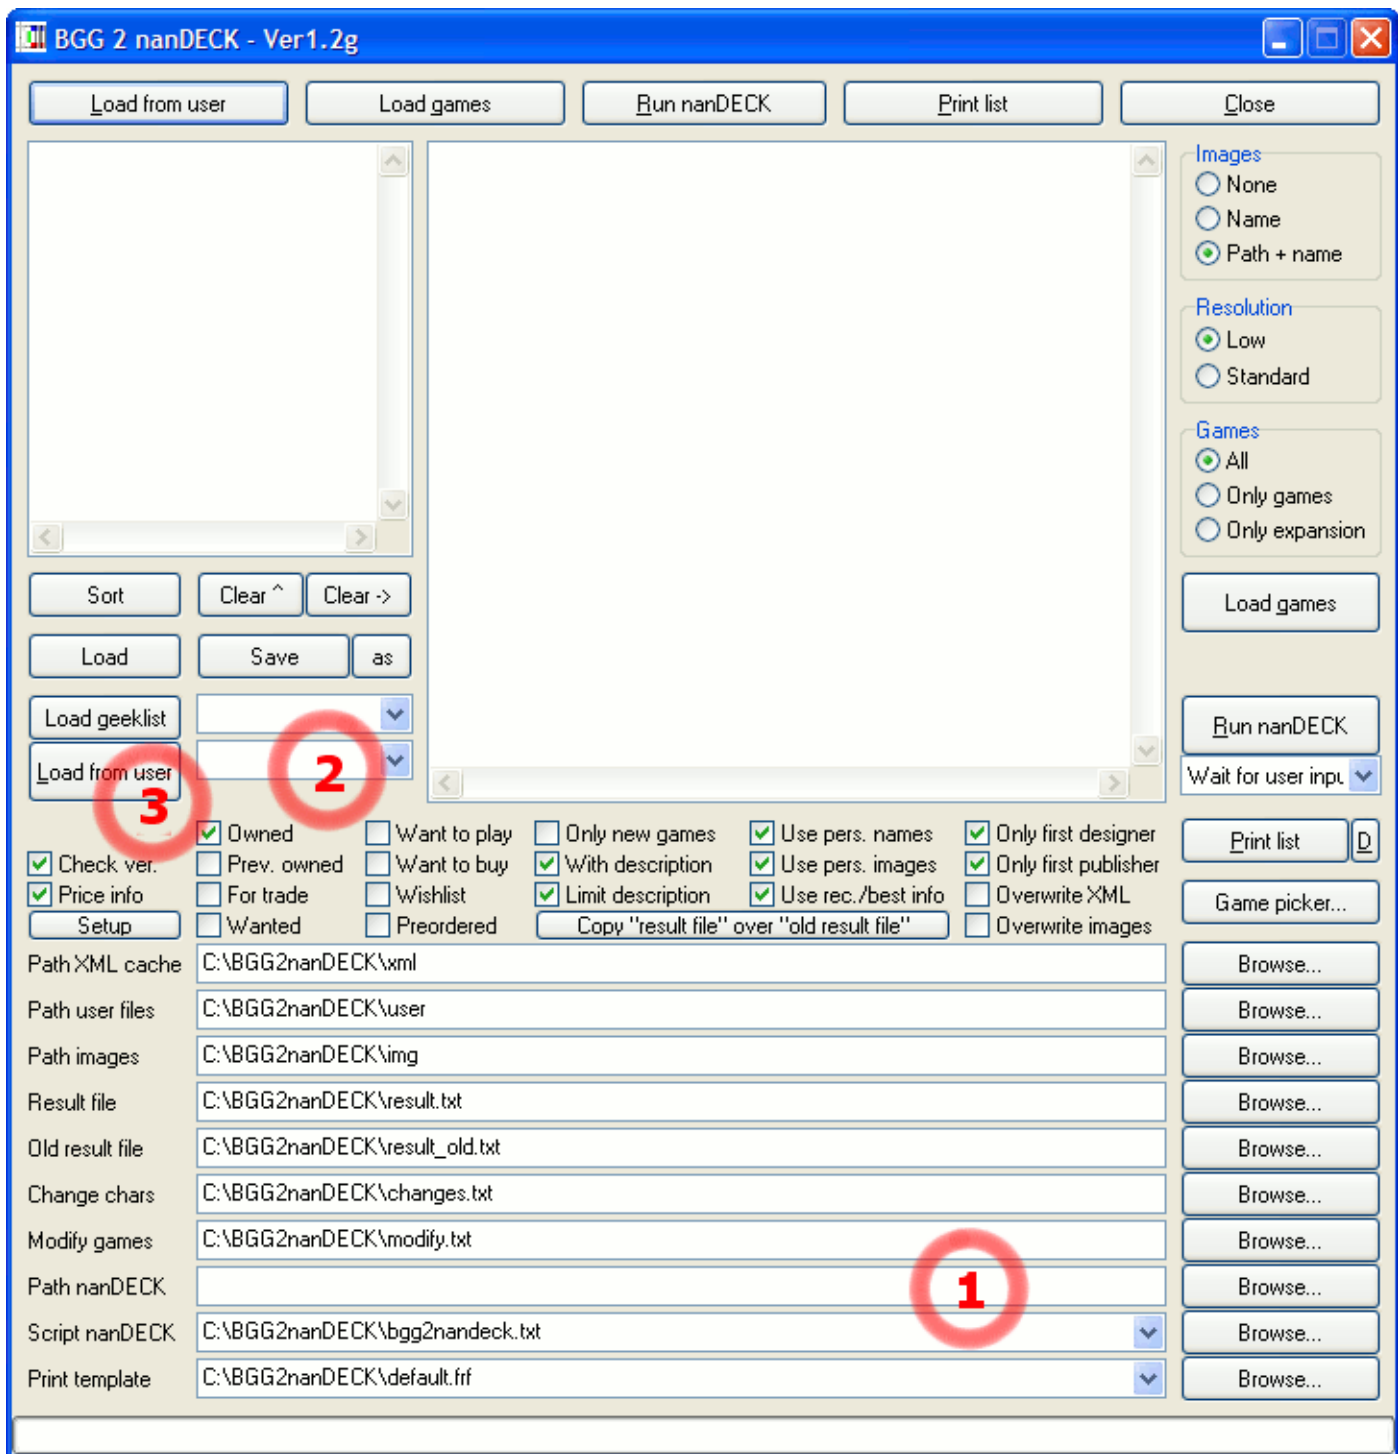 BGG 2 nanDECK - Ver1.2g
Load from user
Load games
Run nanDECK
Print list
Close
Images
None
Name
Path + name
Resolution
Low
Standard
Games
All
Only games
Only expansion
Sort
Clear ^
Clear ->
Load games
Load
Save
as
Load geeklist
Run nanDECK
2
Load from user
Wait for user inpu
3
Owned
Want to play
Only new games
Use pers. names
Only first designer
Print list
D
Check ver.
Prev. owned
Want to buy
With description
Use pers. images
Only first publisher
Price info
For trade
Wishlist
Limit description
Use rec./best info
Overwrite XML
Game picker...
Setup
Wanted
Preordered
Copy "result file" over "old result file"
Overwrite images
Path XML cache
C:\BGG2nanDECK\xml
Browse...
Path user files
C:\BGG2nanDECK\user
Browse...
Path images
C:\BGG2nanDECK\img
Browse...
Result file
C:\BGG2nanDECK\result.txt
Browse...
Old result file
C:\BGG2nanDECK\result_old.txt
Browse...
Change chars
C:\BGG2nanDECK\changes.txt
Browse...
Modify games
C:\BGG2nanDECK\modify.txt
Browse...
Path nanDECK
1
Browse...
Script nanDECK
C:\BGG2nanDECK\bgg2nandeck.txt
Browse...
Print template
C:\BGG2nanDECK\default.frf
Browse...